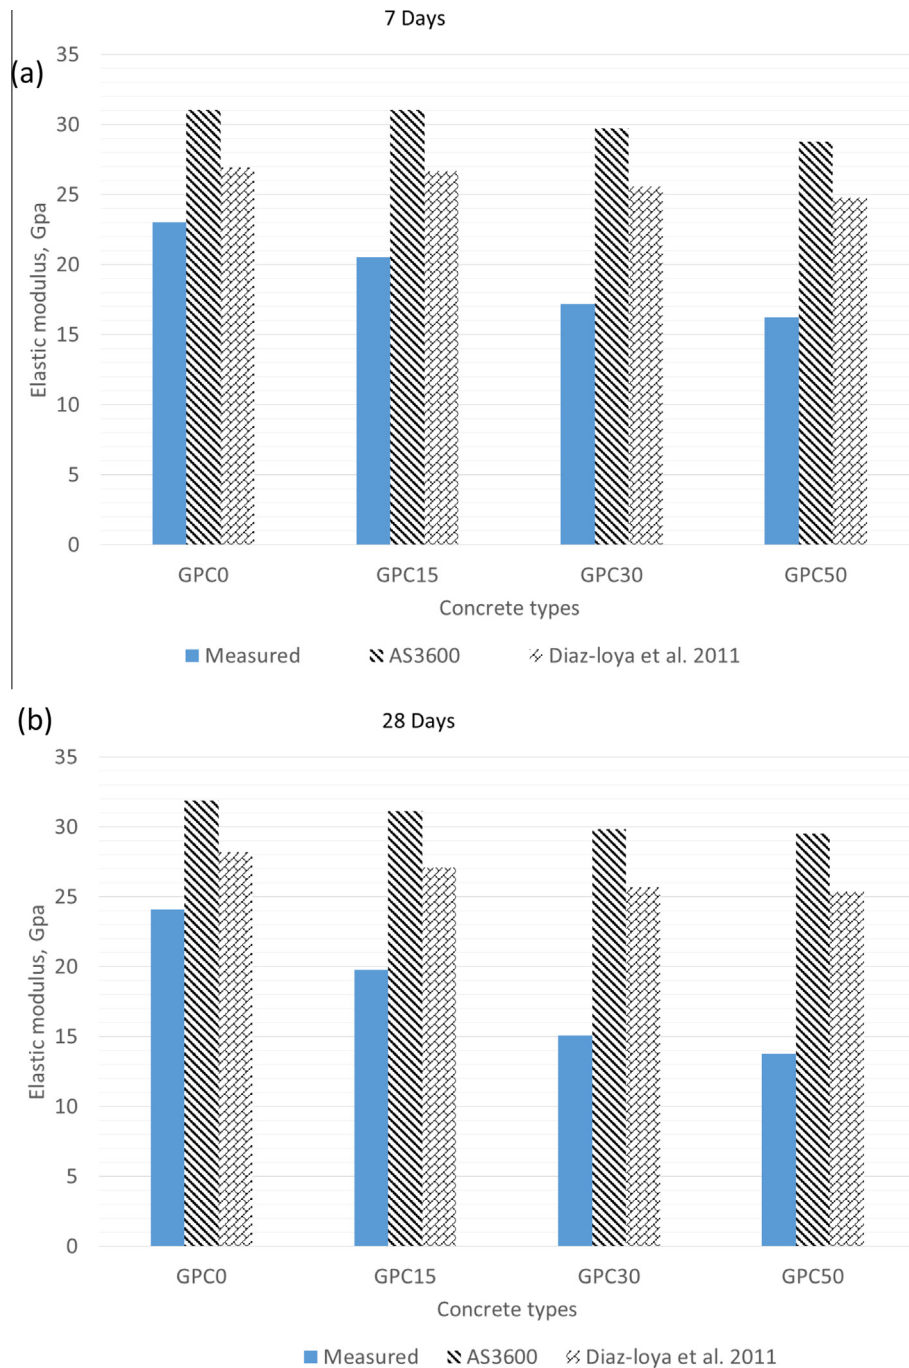 7 Days
(a)
35
30
25
20
15
10
5
0
Elastic modulus, Gpa
GPC0 GPC15 GPC30 GPC50
Concrete types
Measured AS3600 Diaz-loya et al. 2011
(b)
28 Days
35
30
25
20
15
10
5
0
Elastic modulus, Gpa
GPC0 GPC15 GPC30 GPC50
Concrete types
Measured AS3600 Diaz-loya et al. 2011